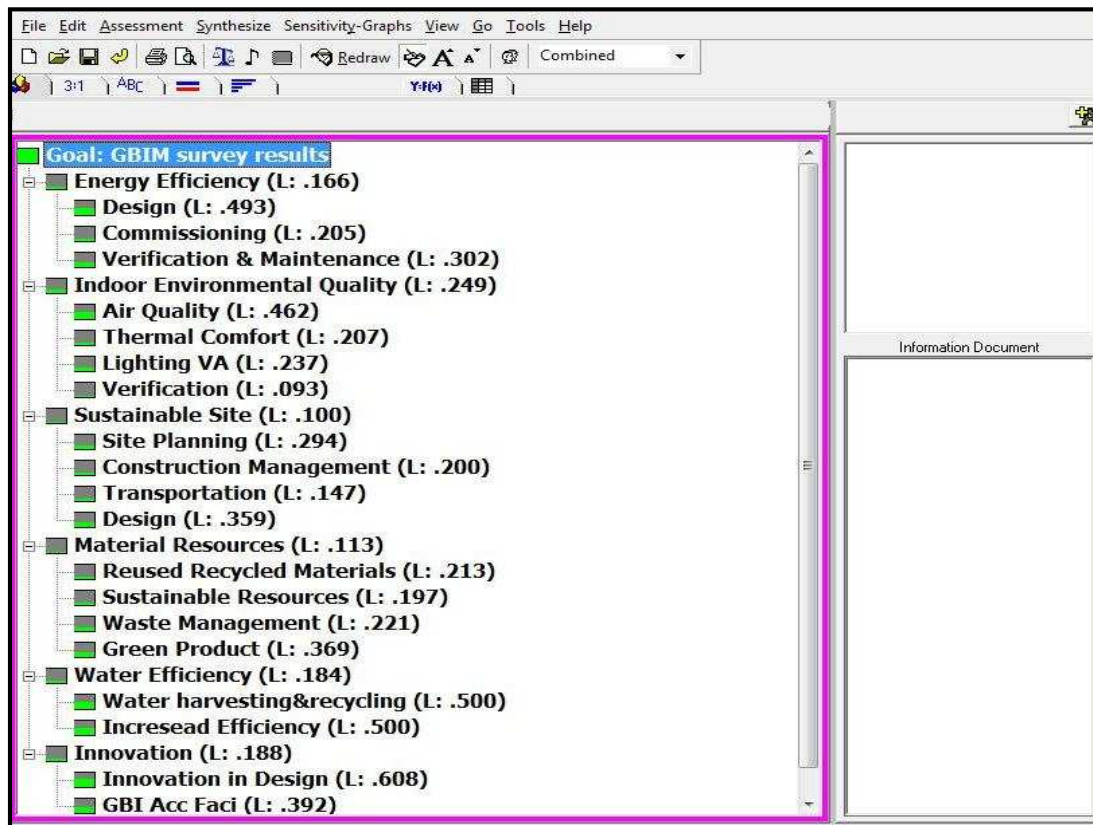 File Edit Assessment Synthesize Sensitivity-Graphs View Go Tools Help
Redraw A A Combined
3:1 ABC Y=F(x)
Goal: GBIM survey results
Energy Efficiency (L: .166)
Design (L: .493)
Commissioning (L: .205)
Verification & Maintenance (L: .302)
Indoor Environmental Quality (L: .249)
Air Quality (L: .462)
Thermal Comfort (L: .207)
Lighting VA (L: .237)
Verification (L: .093)
Information Document
Sustainable Site (L: .100)
Site Planning (L: .294)
Construction Management (L: .200)
Transportation (L: .147)
Design (L: .359)
Material Resources (L: .113)
Reused Recycled Materials (L: .213)
Sustainable Resources (L: .197)
Waste Management (L: .221)
Green Product (L: .369)
Water Efficiency (L: .184)
Water harvesting&recycling (L: .500)
Incresead Efficiency (L: .500)
Innovation (L: .188)
Innovation in Design (L: .608)
GBI Acc Faci (L: .392)